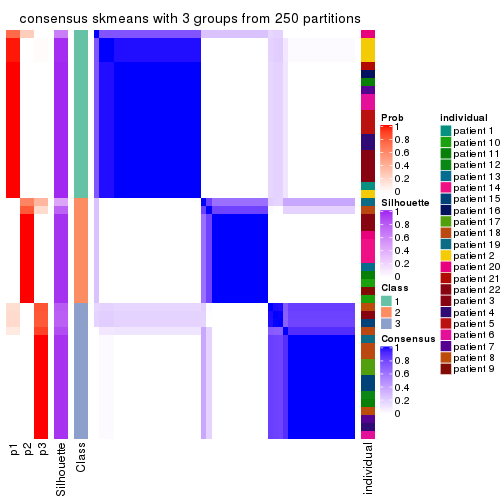 consensus skmeans with 3 groups from 250 partitions
p1
p2
p3
Silhouette
Class
individual
Prob
1
0.8
0.6
0.4
0.2
0
Silhouette
1
0.8
0.6
0.4
0.2
0
Class
1
2
3
Consensus
1
0.8
0.6
0.4
0.2
0
individual
patient 1
patient 10
patient 11
patient 12
patient 13
patient 14
patient 15
patient 16
patient 17
patient 18
patient 19
patient 2
patient 20
patient 21
patient 22
patient 3
patient 4
patient 5
patient 6
patient 7
patient 8
patient 9